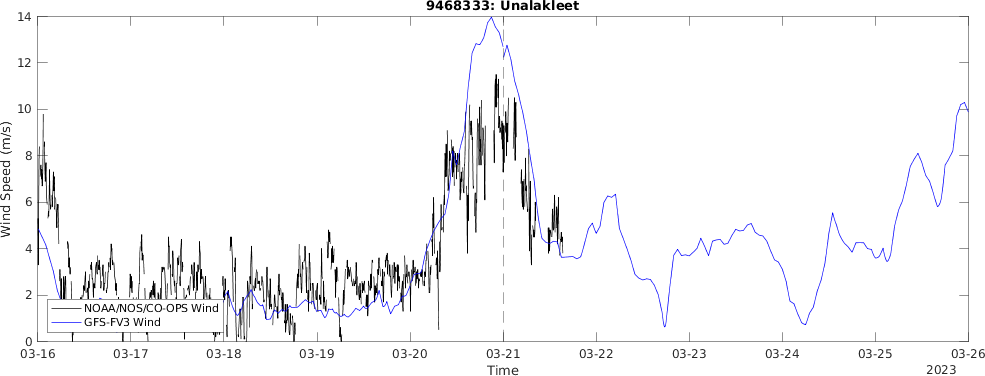 9468333: Unalakleet
14
12
10
8
6
4
2
0
Wind Speed (m/s)
NOAA/NOS/CO-OPS Wind
GFS-FV3 Wind
03-16 03-17 03-18 03-19 03-20 03-21 03-22 03-23 03-24 03-25 03-26
Time
2023